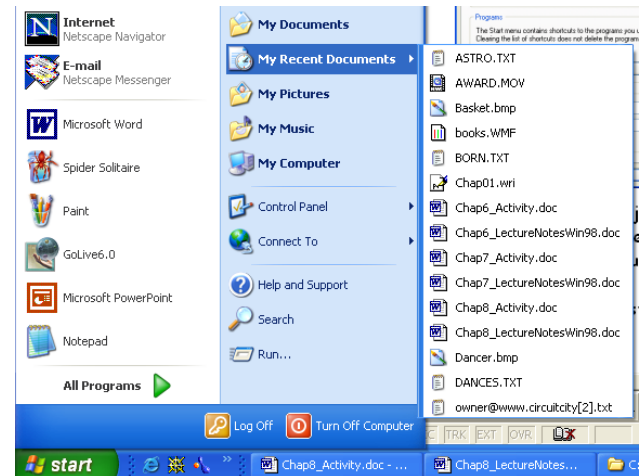 Internet
Netscape Navigator
E-mail
Netscape Messenger
Microsoft Word
Spider Solitaire
Paint
GoLive6.0
Microsoft PowerPoint
Notepad
All Programs
My Documents
My Recent Documents
My Pictures
My Music
My Computer
Control Panel
Connect To
Help and Support
Search
Run...
Log Off
Turn Off Computer
Programs
The Start menu contains shortcuts to the programs you
Clearing the list of shortcuts does not delete the program
ASTRO.TXT
AWARD.MOV
Basket.bmp
books.WMF
BORN.TXT
Chap01.wri
Chap6_Activity.doc
Chap6_LectureNotesWin98.doc
Chap7_Activity.doc
Chap7_LectureNotesWin98.doc
Chap8_Activity.doc
Chap8_LectureNotesWin98.doc
Dancer.bmp
DANCES.TXT
owner@www.circuitcity[2].txt
TRK EXT OVR
start
Chap8_Activity.doc - ...
Chap8_LectureNotes...